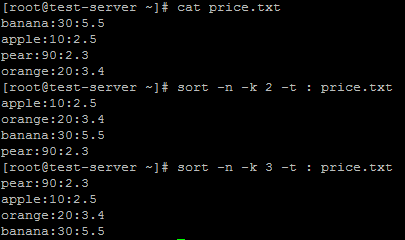 [root@test-server ~]# cat price.txt
banana:30:5.5
apple:10:2.5
pear:90:2.3
orange:20:3.4
[root@test-server ~]# sort -n -k 2 -t : price.txt
apple:10:2.5
orange:20:3.4
banana:30:5.5
pear:90:2.3
[root@test-server ~]# sort -n -k 3 -t : price.txt
pear:90:2.3
apple:10:2.5
orange:20:3.4
banana:30:5.5